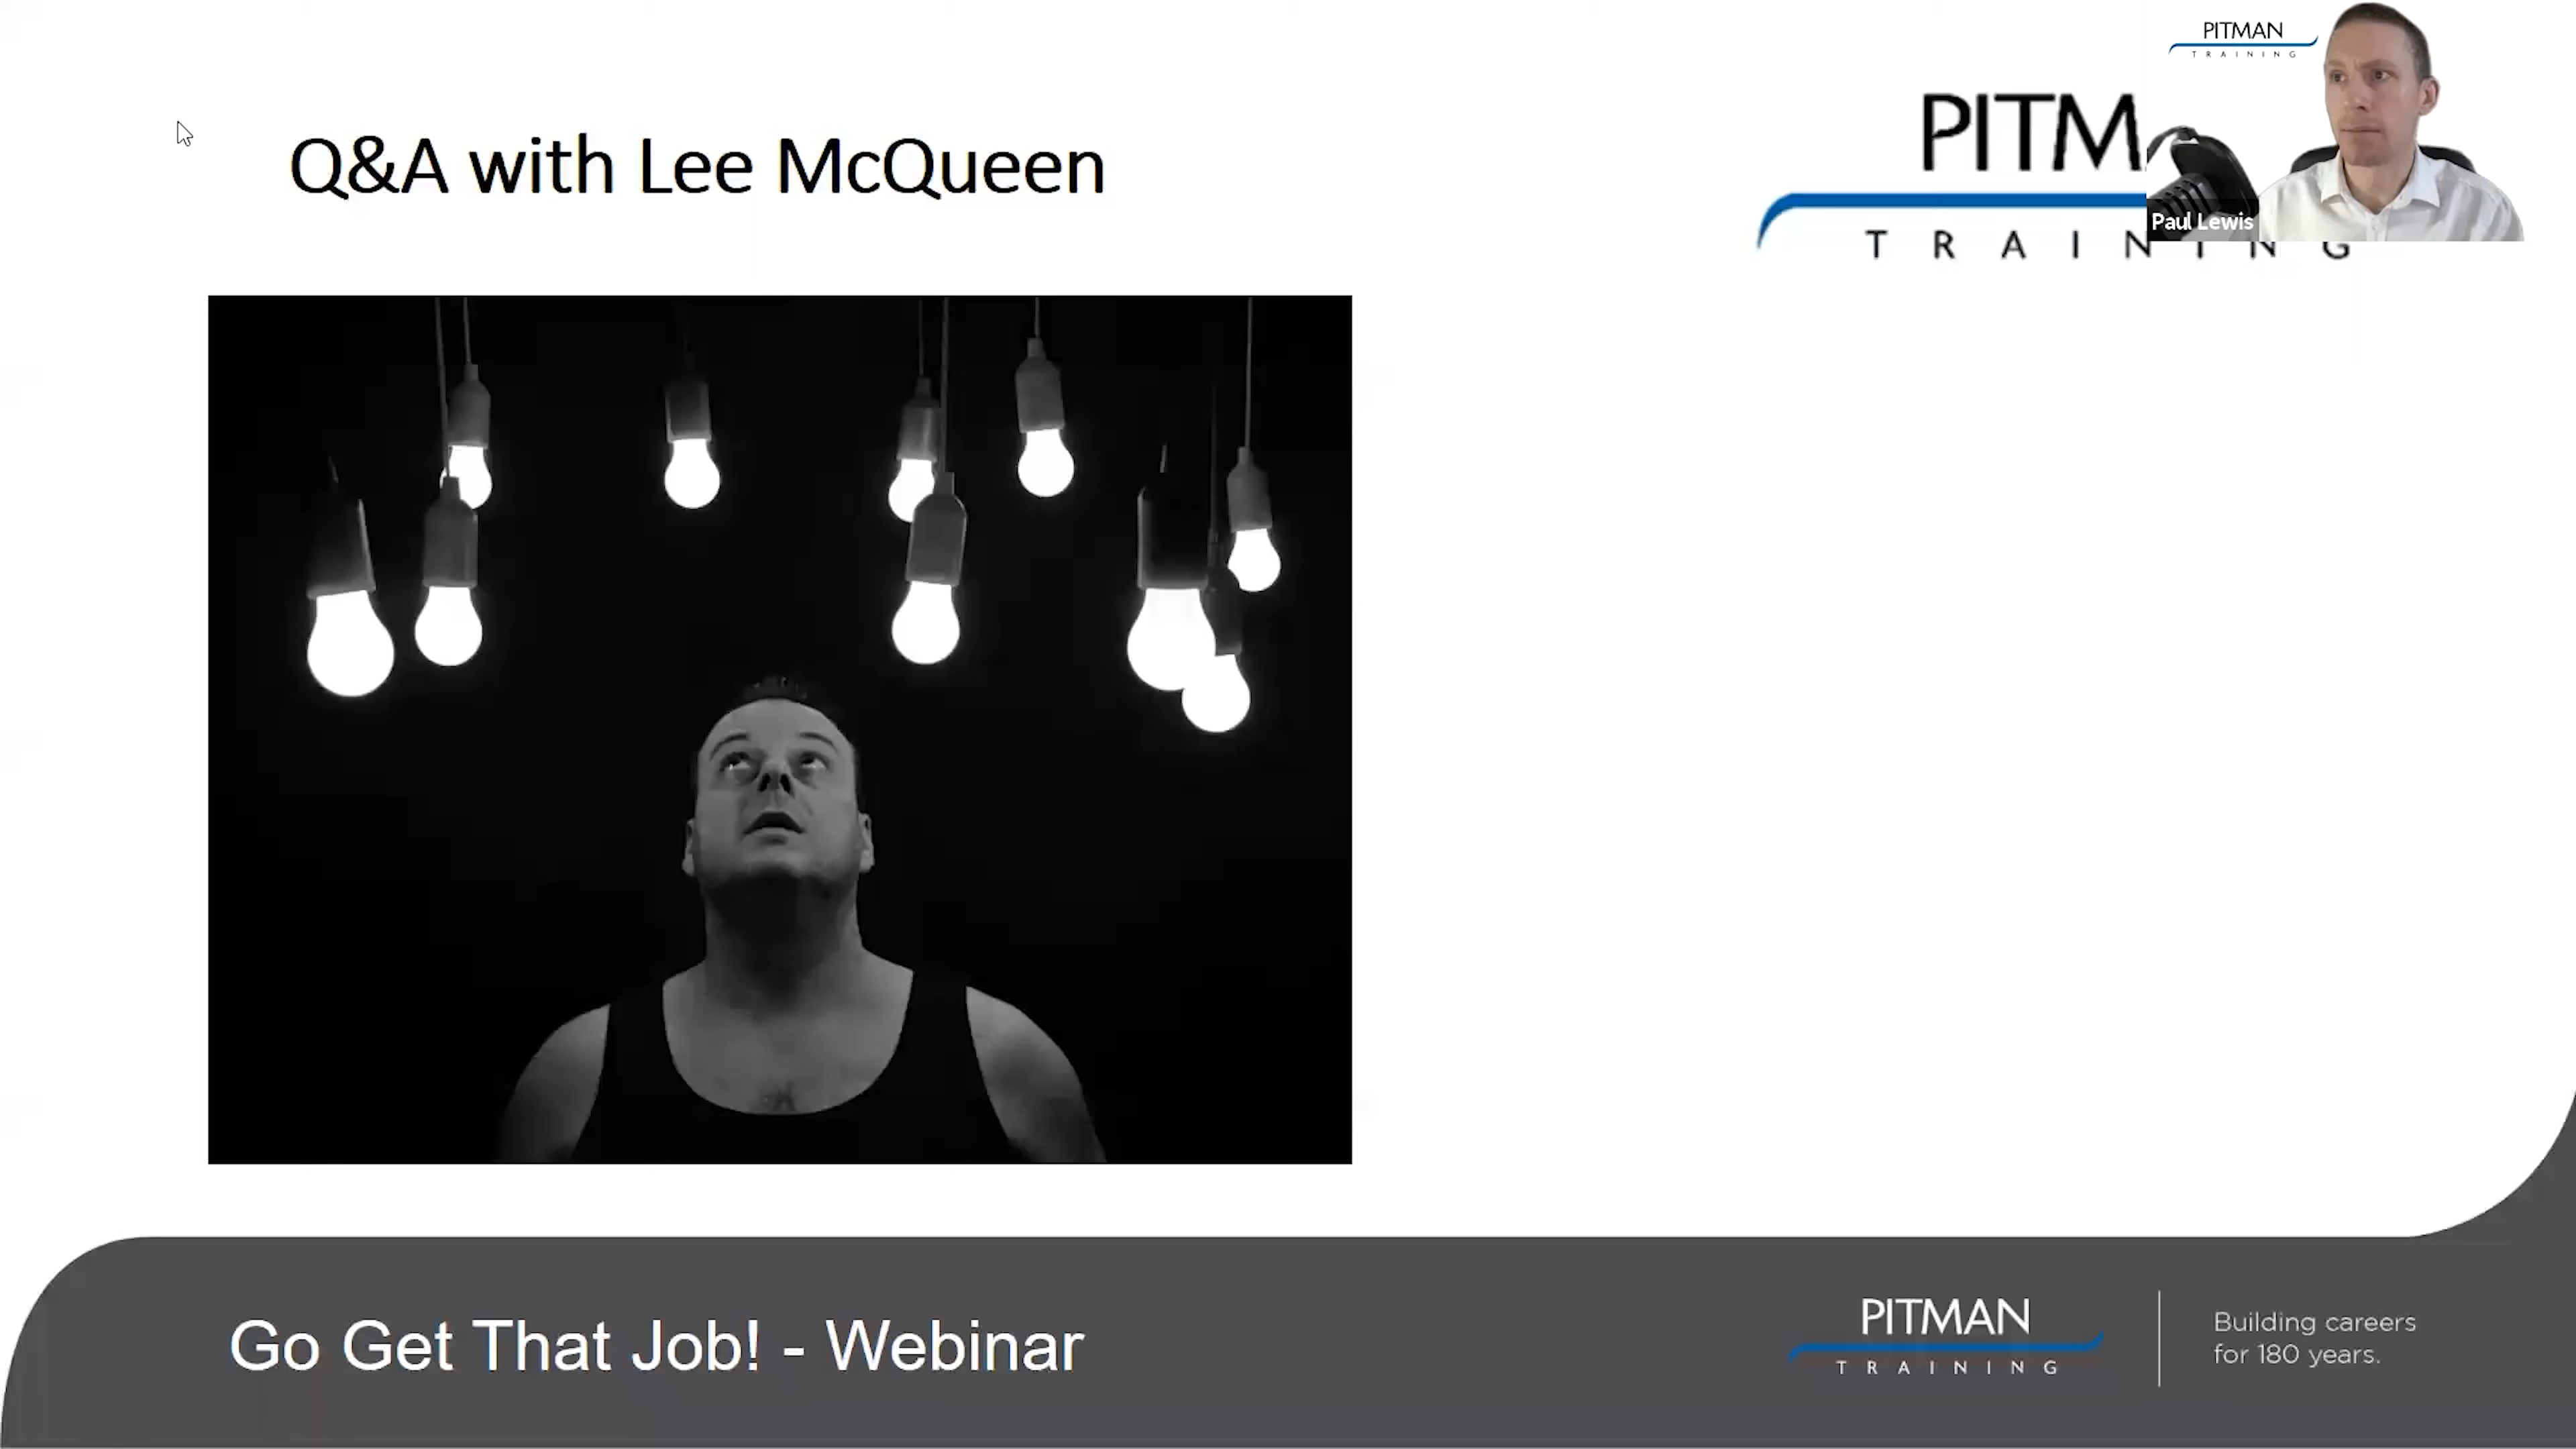 PITMAN
TRAINING
Q&A with Lee McQueen
PITM
TRAINING
Paul Lewis
Go Get That Job! - Webinar
PITMAN
TRAINING
Building careers
for 180 years.